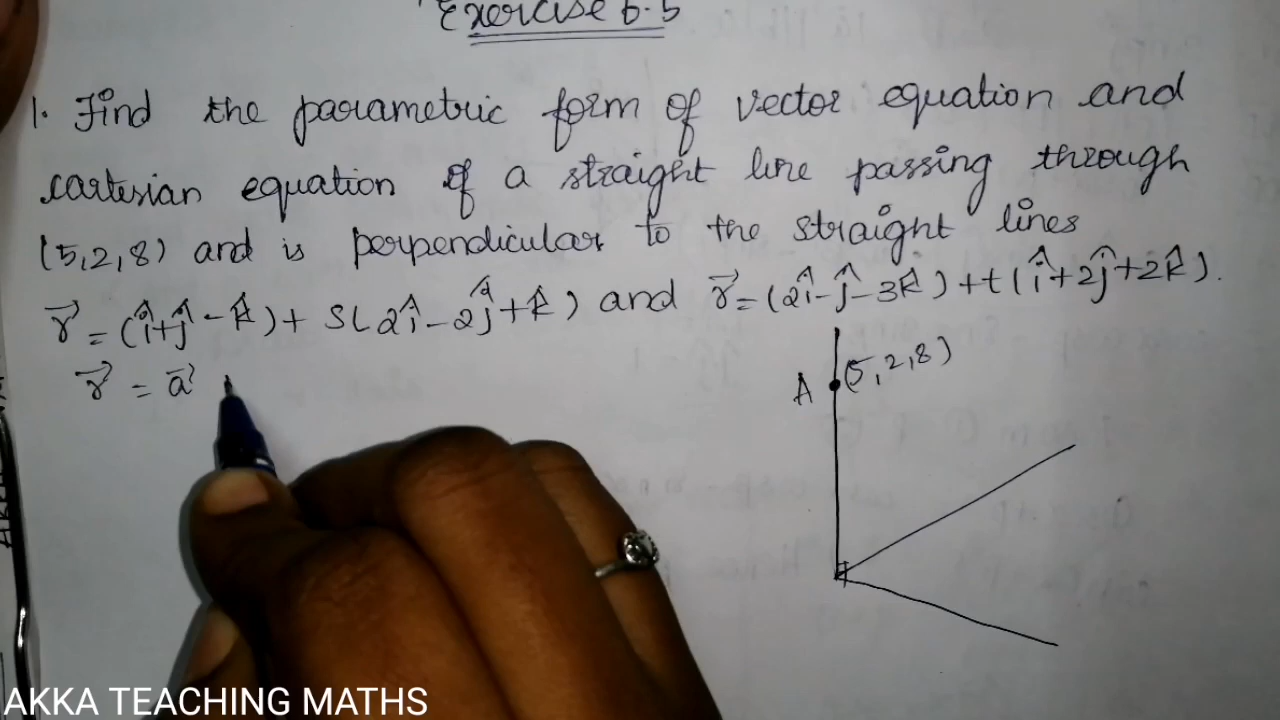 Exercise 6.5
1. Find the parametric form of vector equation and
cartesian equation of a straight line passing through
(5,2,8) and is perpendicular to the straight lines
r⃗ = (î+ĵ-k̂)+ S(2î-2ĵ+k̂) and r⃗ = (2î-ĵ-3k̂)+t(î+2ĵ+2k̂).
r⃗ = a⃗
A (5,2,8)
AKKA TEACHING MATHS